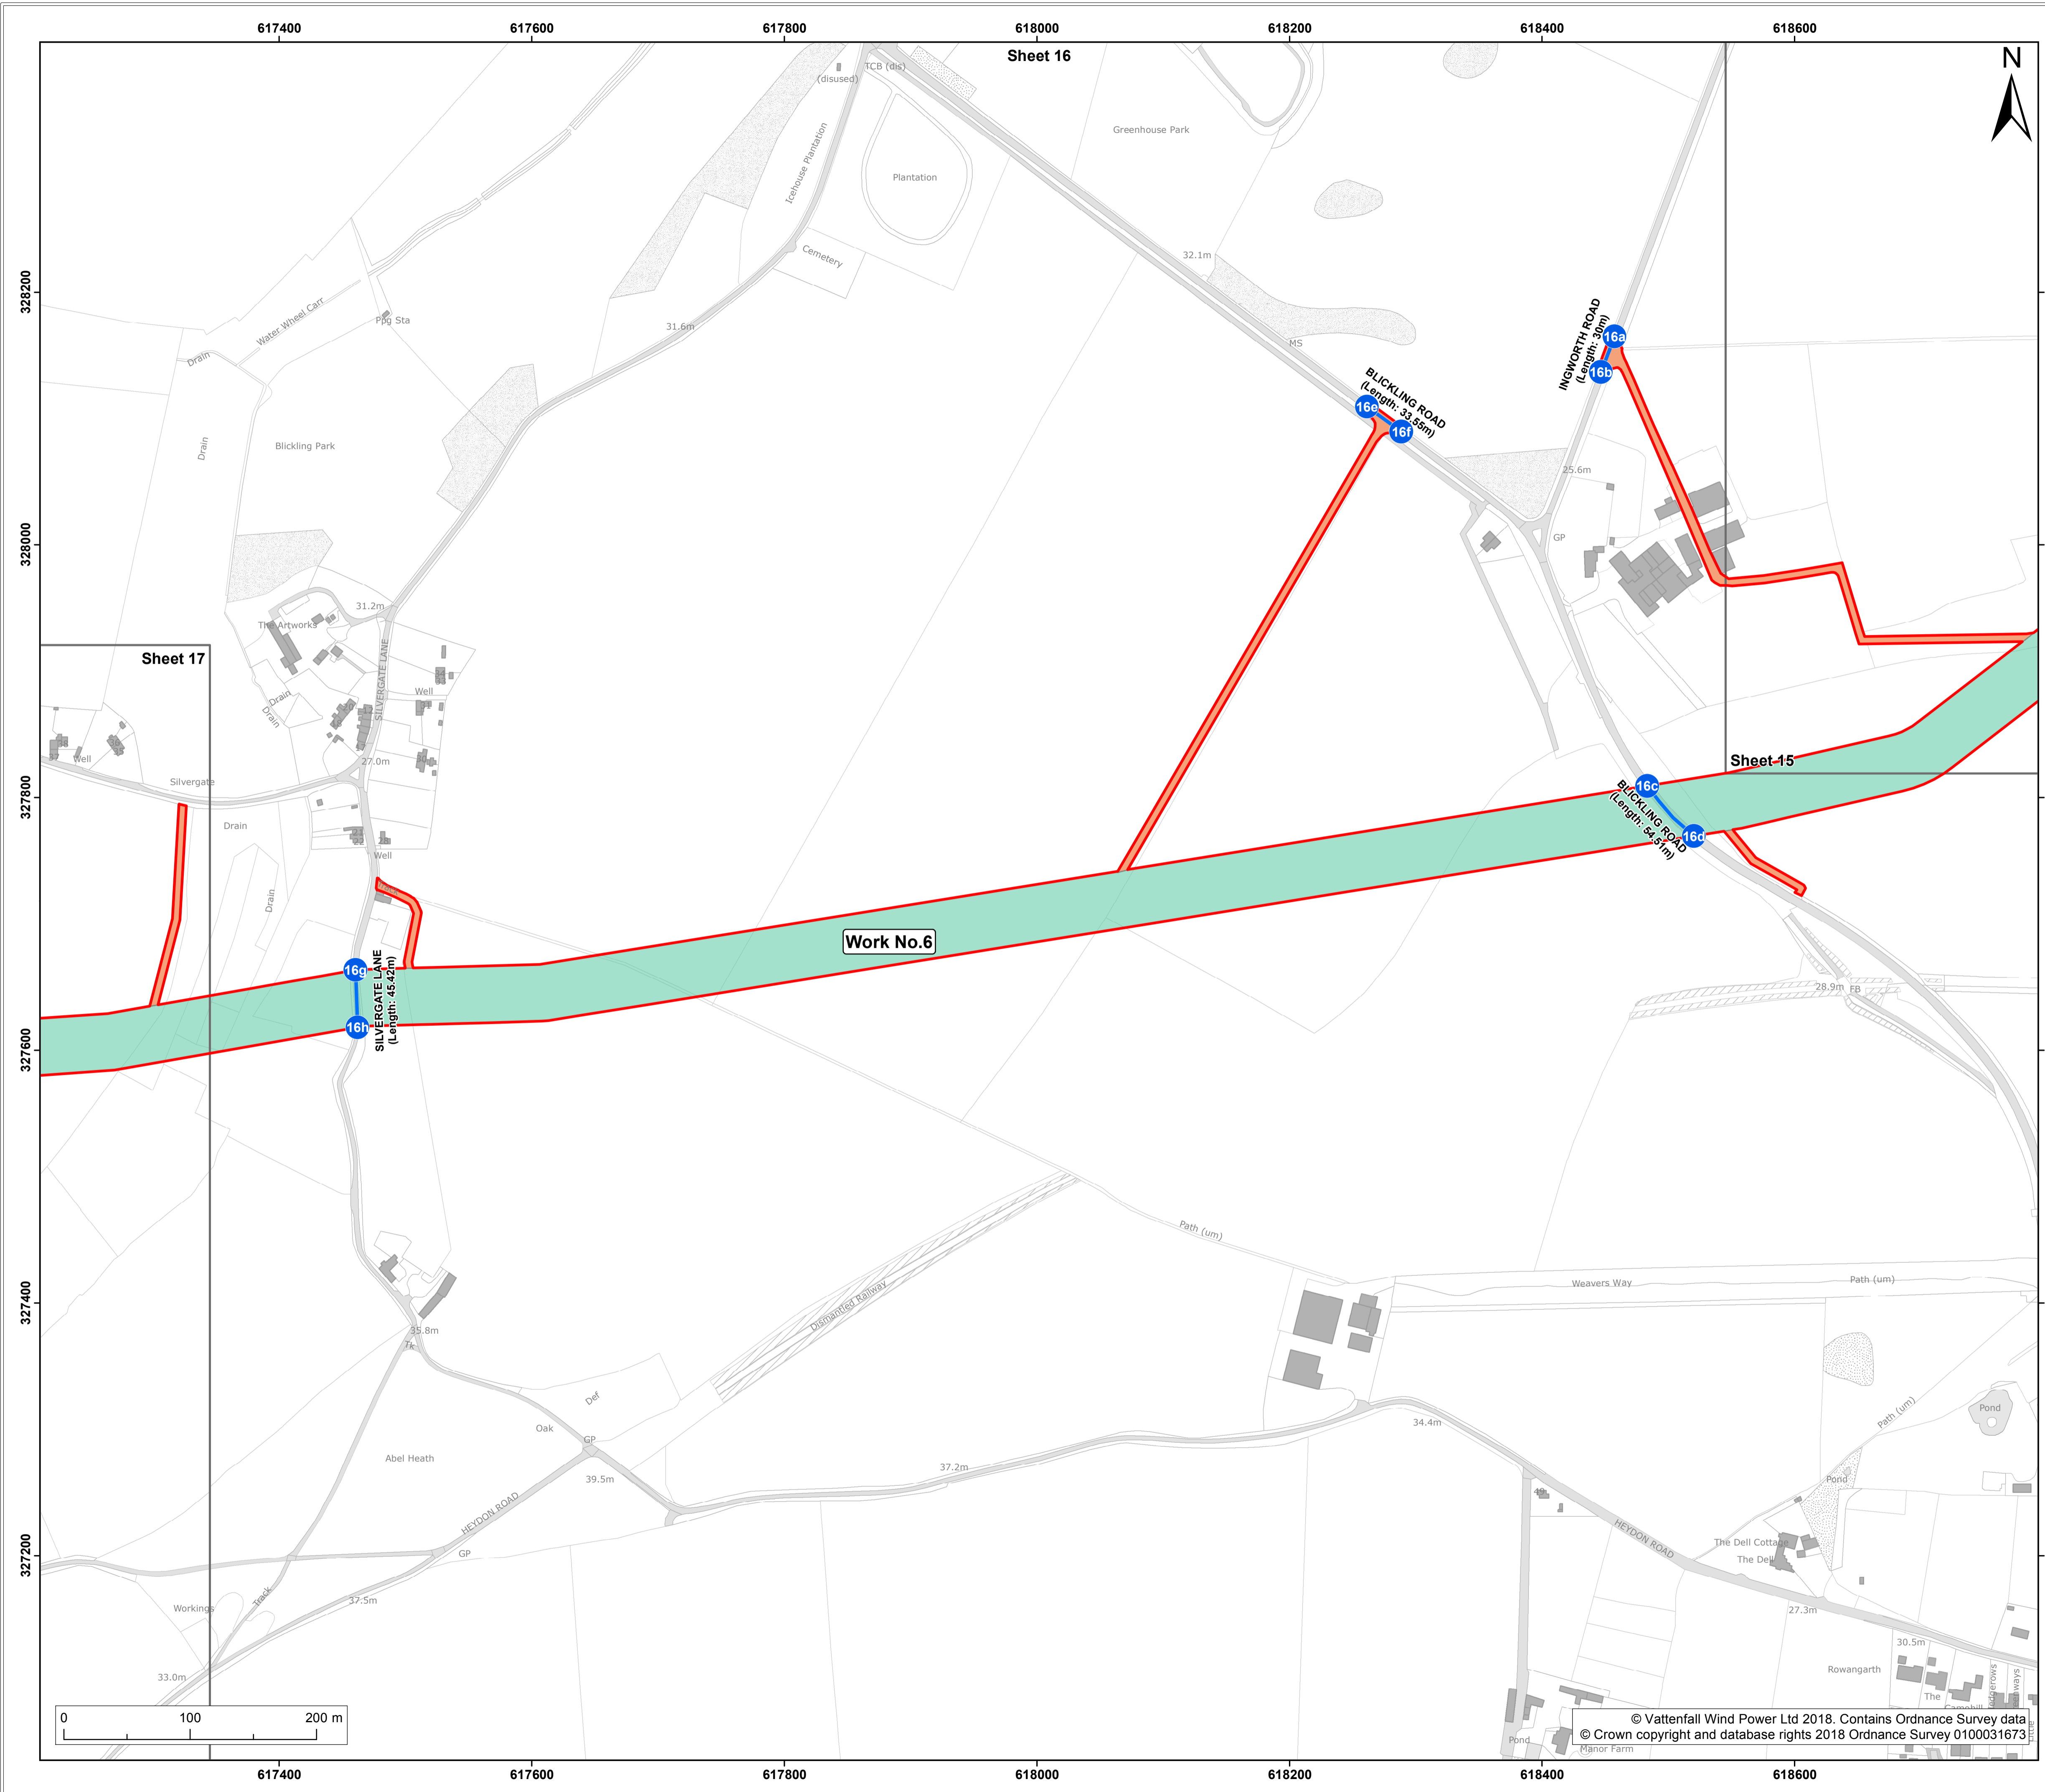 617400
617600
617800
618000
618200
618400
618600
Sheet 16
N
TCB (dis)
(disused)
Icehouse Plantation
Plantation
Greenhouse Park
Cemetery
32.1m
328200
Water Wheel Carr
Ppg Sta
Drain
31.6m
MS
INGWORTH ROAD
(Length: 30m)
16a
16b
BLICKLING ROAD
(Length: 33.55m)
16e
16f
Drain
Blickling Park
25.6m
328000
GP
31.2m
The Artworks
SILVERGATE LANE
Sheet 17
Drain
Drain
Well
Well
27.0m
Silvergate
Sheet 15
327800
16c
16d
BLICKLING ROAD
(Length: 54.51m)
Drain
Well
Drain
Work No.6
16g
16h
SILVERGATE LANE
(Length: 45.42m)
28.9m
FB
327600
Path (um)
Weavers Way
Path (um)
Dismantled Railway
327400
35.8m
Tk
Def
Oak
GP
34.4m
Path (um)
Pond
Abel Heath
39.5m
37.2m
Pond
49
HEYDON ROAD
HEYDON ROAD
GP
The Dell Cottage
The Dell
327200
Track
37.5m
Workings
27.3m
30.5m
33.0m
Rowangarth
The
0 100 200 m
© Vattenfall Wind Power Ltd 2018. Contains Ordnance Survey data
© Crown copyright and database rights 2018 Ordnance Survey 0100031673
Pond
Manor Farm
617400
617600
617800
618000
618200
618400
618600